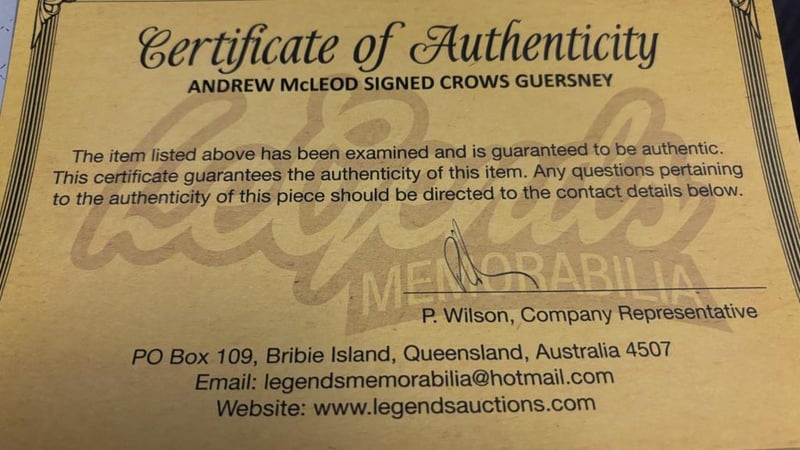 Certificate of Authenticity
ANDREW McLEOD SIGNED CROWS GUERSNEY
The item listed above has been examined and is guaranteed to be authentic.
This certificate guarantees the authenticity of this item. Any questions pertaining
to the authenticity of this piece should be directed to the contact details below.
Legends
MEMORABILIA
P. Wilson, Company Representative
PO Box 109, Bribie Island, Queensland, Australia 4507
Email: legendsmemorabilia@hotmail.com
Website: www.legendsauctions.com